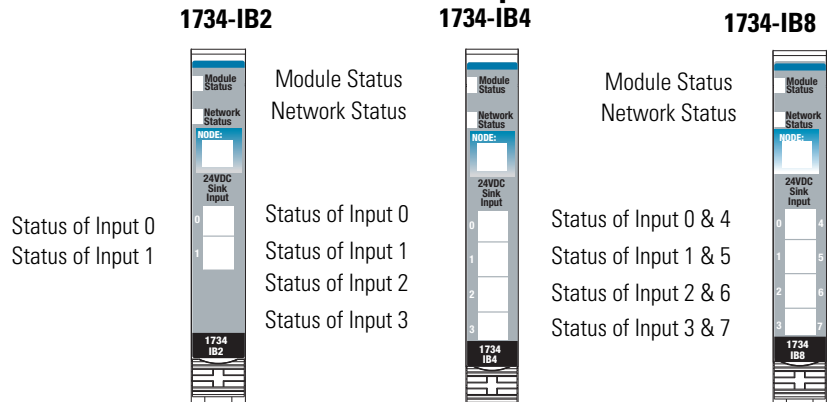 1734-IB2
1734-IB4
1734-IB8
Module
Status
Network
Status
NODE:
24VDC
Sink
Input
0
1
1734
IB2
Status of Input 0
Status of Input 1
Module Status
Network Status
Status of Input 0
Status of Input 1
Status of Input 2
Status of Input 3
Module
Status
Network
Status
NODE:
24VDC
Sink
Input
0
1
2
3
1734
IB4
Module Status
Network Status
Status of Input 0 & 4
Status of Input 1 & 5
Status of Input 2 & 6
Status of Input 3 & 7
Module
Status
Network
Status
NODE:
24VDC
Sink
Input
0 4
1 5
2 6
3 7
1734
IB8